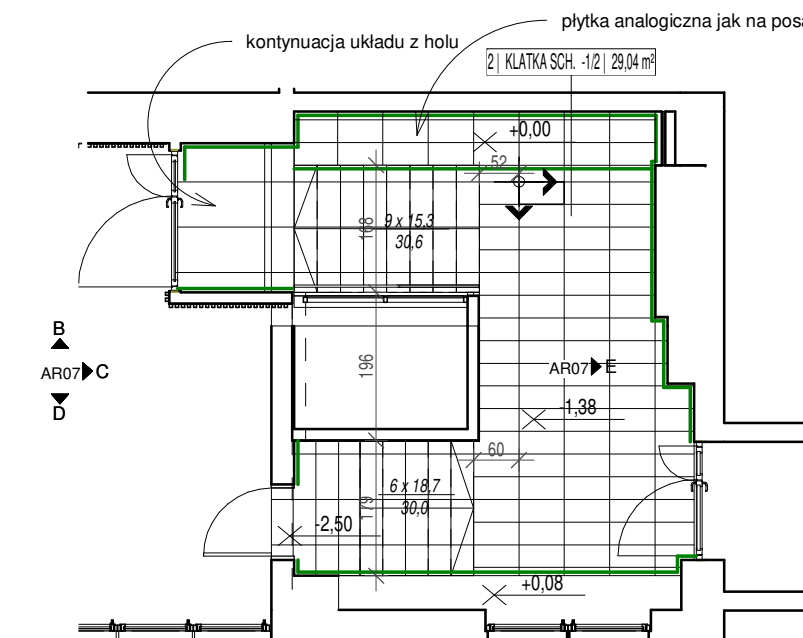 płytka analogiczna jak na posa
kontynuacja układu z holu
2 | KLATKA SCH. -1/2 | 29,04 m²
+0,00
52
168
9 x 15,3
30,6
B
AR07 C
D
196
AR07 E
-1,38
60
6 x 18,7
30,0
179
-2,50
+0,08